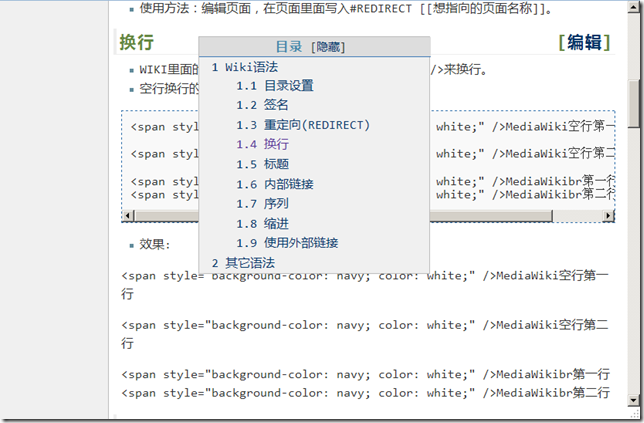 使用方法：编辑页面，在页面里面写入#REDIRECT [[想指向的页面名称]]。
换行 [编辑]
目录 [隐藏]
WIKI里面的 />来换行。
1 Wiki语法
空行换行的
1.1 目录设置
1.2 签名
<span sty white;" />MediaWiki空行第一
1.3 重定向(REDIRECT)
1.4 换行
<span sty white;" />MediaWiki空行第二
1.5 标题
1.6 内部链接
<span sty white;" />MediaWikibr第一行
<span sty white;" />MediaWikibr第二行
1.7 序列
1.8 缩进
效果：
1.9 使用外部链接
2 其它语法
<span style="background-color: navy; color: white;" />MediaWiki空行第一
行
<span style="background-color: navy; color: white;" />MediaWiki空行第二
行
<span style="background-color: navy; color: white;" />MediaWikibr第一行
<span style="background-color: navy; color: white;" />MediaWikibr第二行